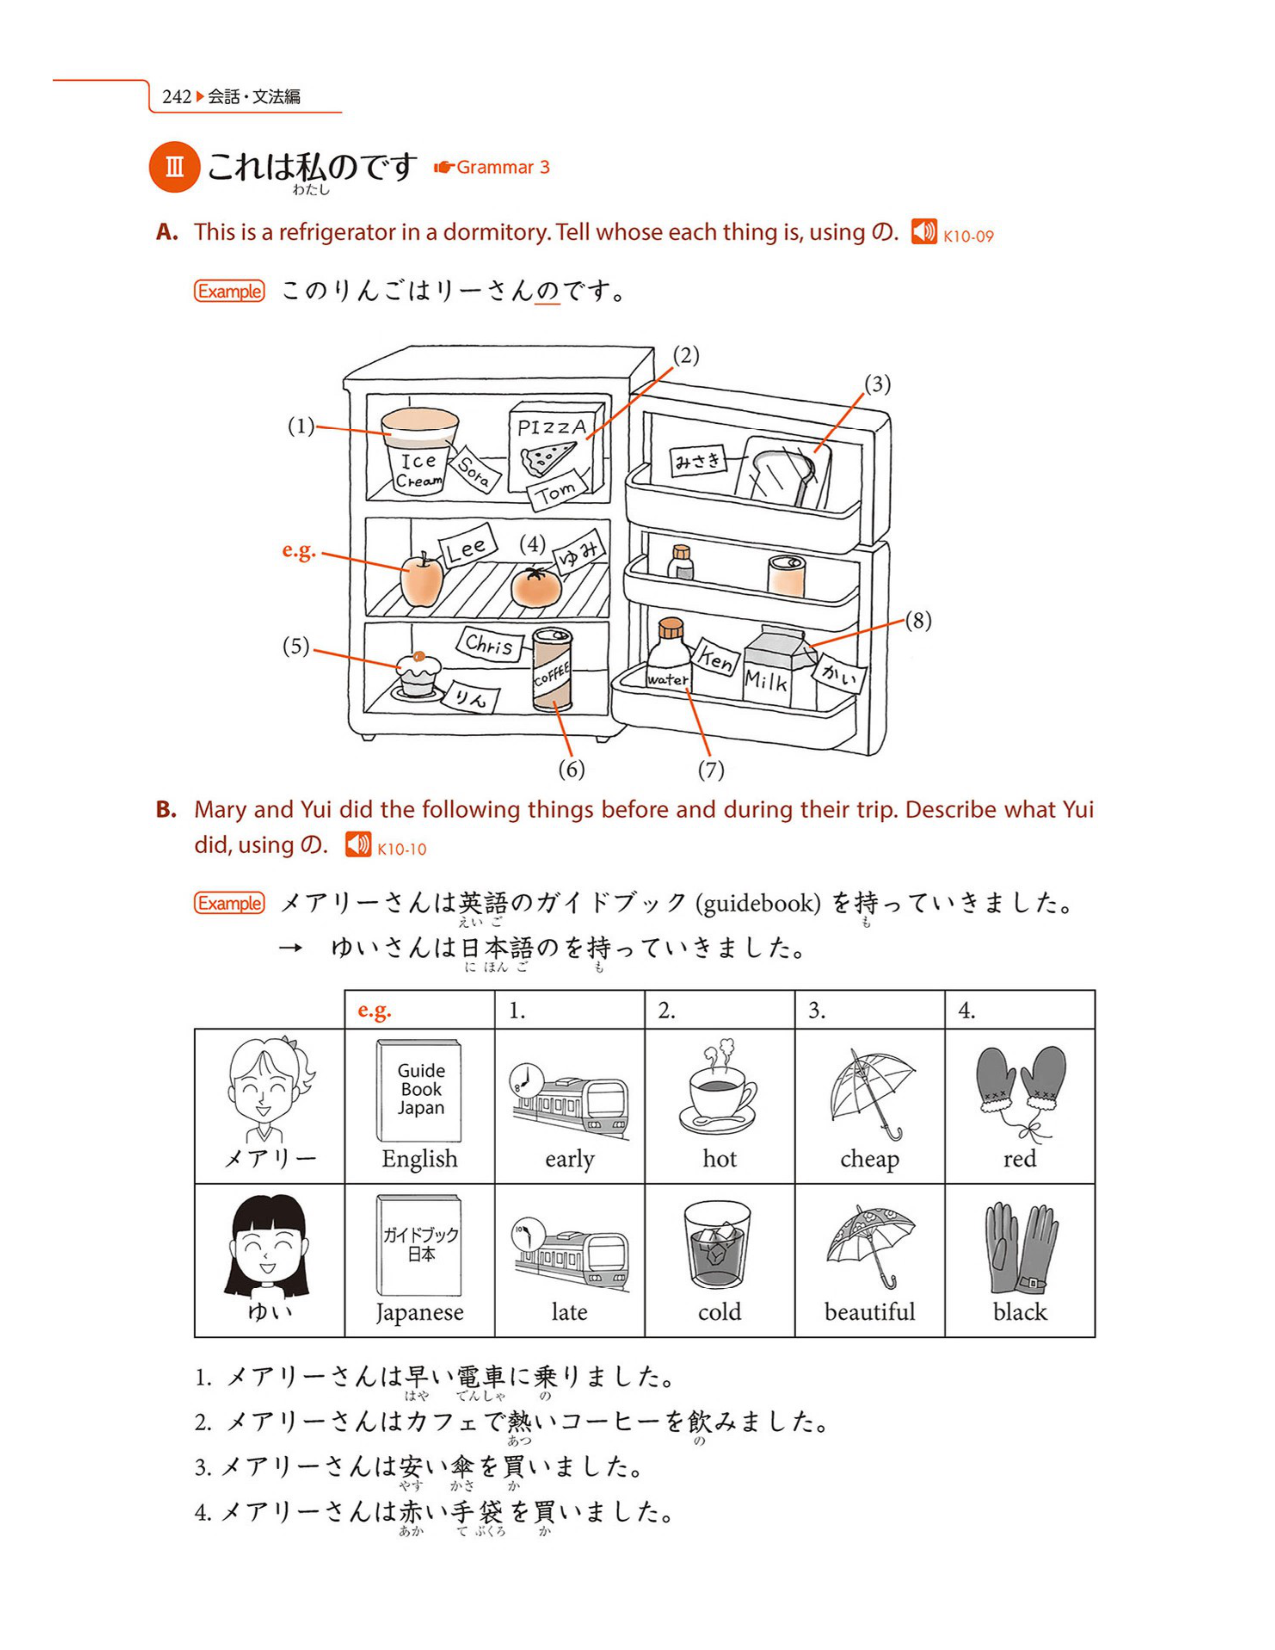 242 ▶ 会話・文法編
Ⅲ これは私のです ☛Grammar 3
わたし
A. This is a refrigerator in a dormitory. Tell whose each thing is, using の. K10-09
Example このりんごはリーさんのです。
(2)
(3)
(1)
PIZZA
Ice
Cream
Sora
Tom
みさき
e.g.
Lee
(4)
ゆみ
(8)
(5)
Chris
COFFEE
りん
Ken
water
Milk
かい
(6)
(7)
B. Mary and Yui did the following things before and during their trip. Describe what Yui
did, using の. K10-10
Example メアリーさんは英語のガイドブック (guidebook) を持っていきました。
えい ご も
→ ゆいさんは日本語のを持っていきました。
に ほん ご も
e.g. 1. 2. 3. 4.
Guide
Book
Japan
8
メアリー English early hot cheap red
ガイドブック
日本
10
ゆい Japanese late cold beautiful black
1. メアリーさんは早い電車に乗りました。
はや でんしゃ の
2. メアリーさんはカフェで熱いコーヒーを飲みました。
あつ の
3. メアリーさんは安い傘を買いました。
やす かさ か
4. メアリーさんは赤い手袋を買いました。
あか て ぶくろ か